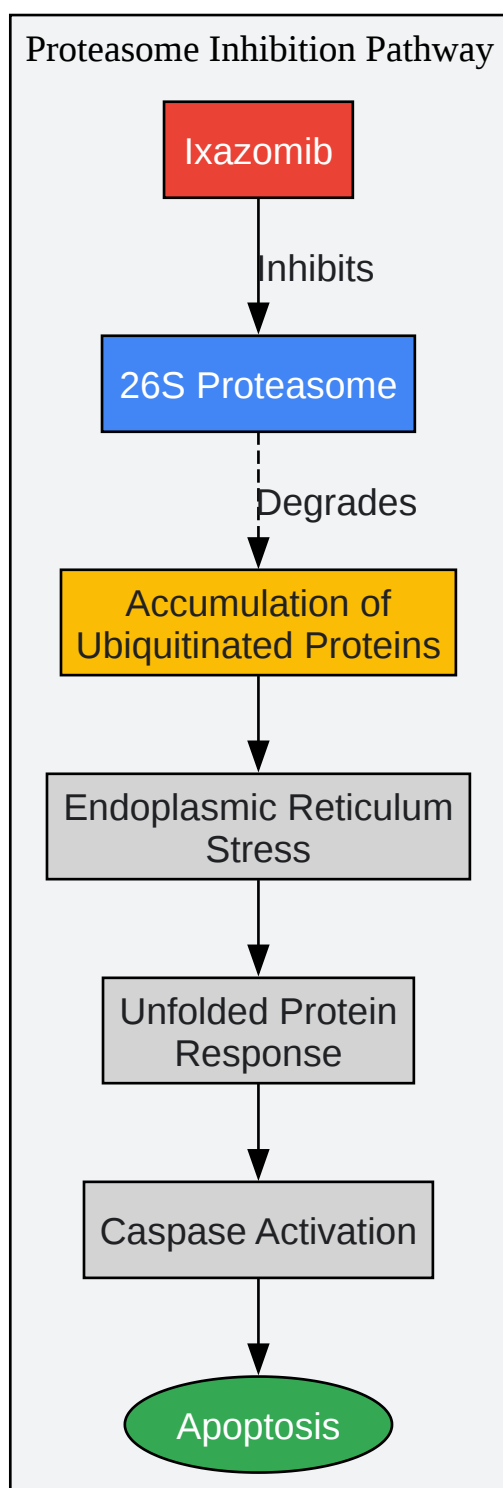 Proteasome Inhibition Pathway
Ixazomib
Inhibits
26S Proteasome
Degrades
Accumulation of
Ubiquitinated Proteins
Endoplasmic Reticulum
Stress
Unfolded Protein
Response
Caspase Activation
Apoptosis